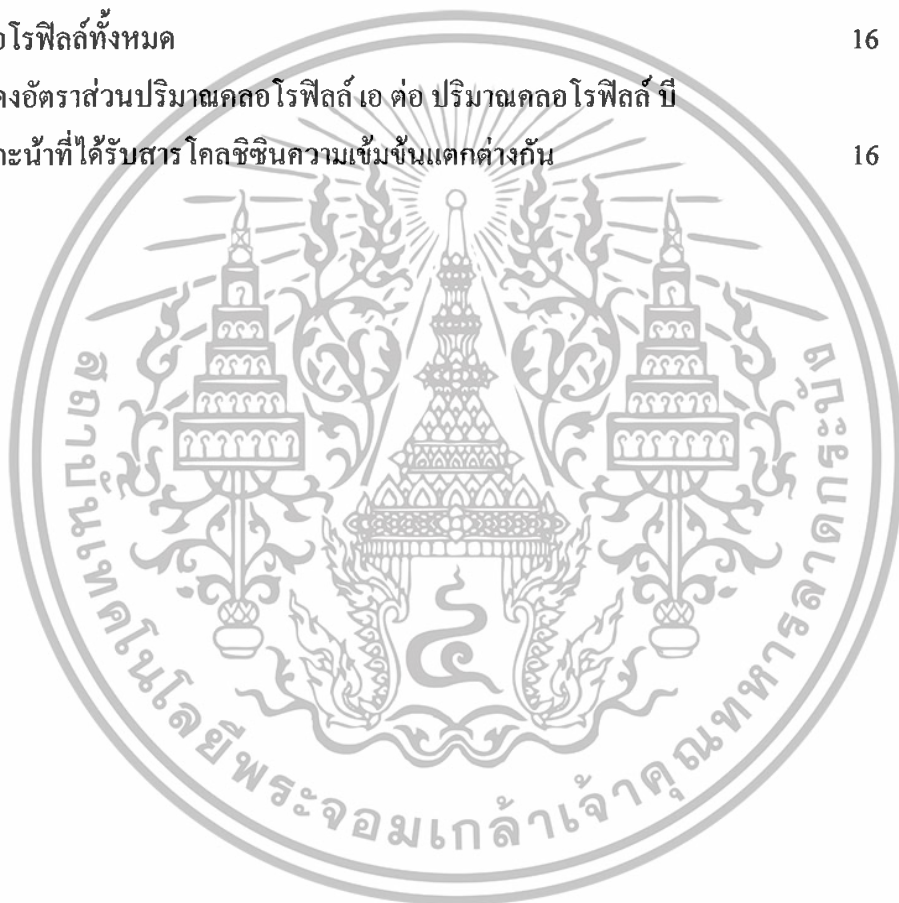 อโรฟิลล์ทั้งหมด 16
คงอัตราส่วนปริมาณคลอโรฟิลล์ เอ ต่อ ปริมาณคลอโรฟิลล์ บี
าะน้าที่ได้รับสารโคลชิซินความเข้มข้นแตกต่างกัน 16
สถาบันเทคโนโลยีพระจอมเกล้าเจ้าคุณทหารลาดกระบัง
๔